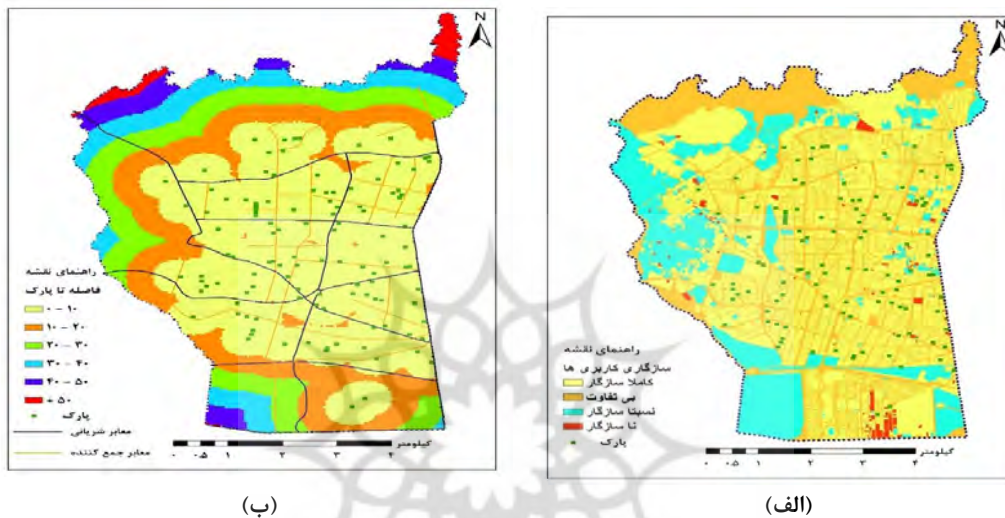 N
راهنمای نقشه
سازگاری کاربری ها
کاملا سازگار
بی تفاوت
نسبتا سازگار
نا سازگار
پارک
کیلومتر
۰ ۰.۵ ۱ ۲ ۳ ۴
(الف)
N
راهنمای نقشه
فاصله تا پارک
۰ - ۱۰
۱۰ - ۲۰
۲۰ - ۳۰
۳۰ - ۴۰
۴۰ - ۵۰
۵۰ +
پارک
معابر شریانی
معابر جمع کننده
کیلومتر
۰ ۰.۵ ۱ ۲ ۳ ۴
(ب)